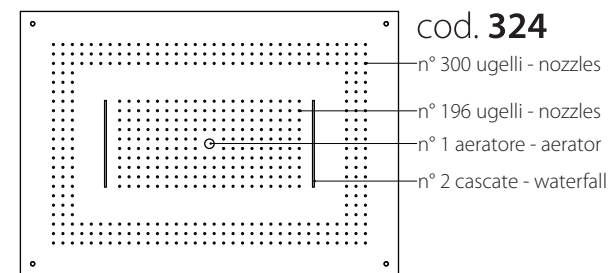 cod. 324
n° 300 ugelli - nozzles
n° 196 ugelli - nozzles
n° 1 aeratore - aerator
n° 2 cascate - waterfall